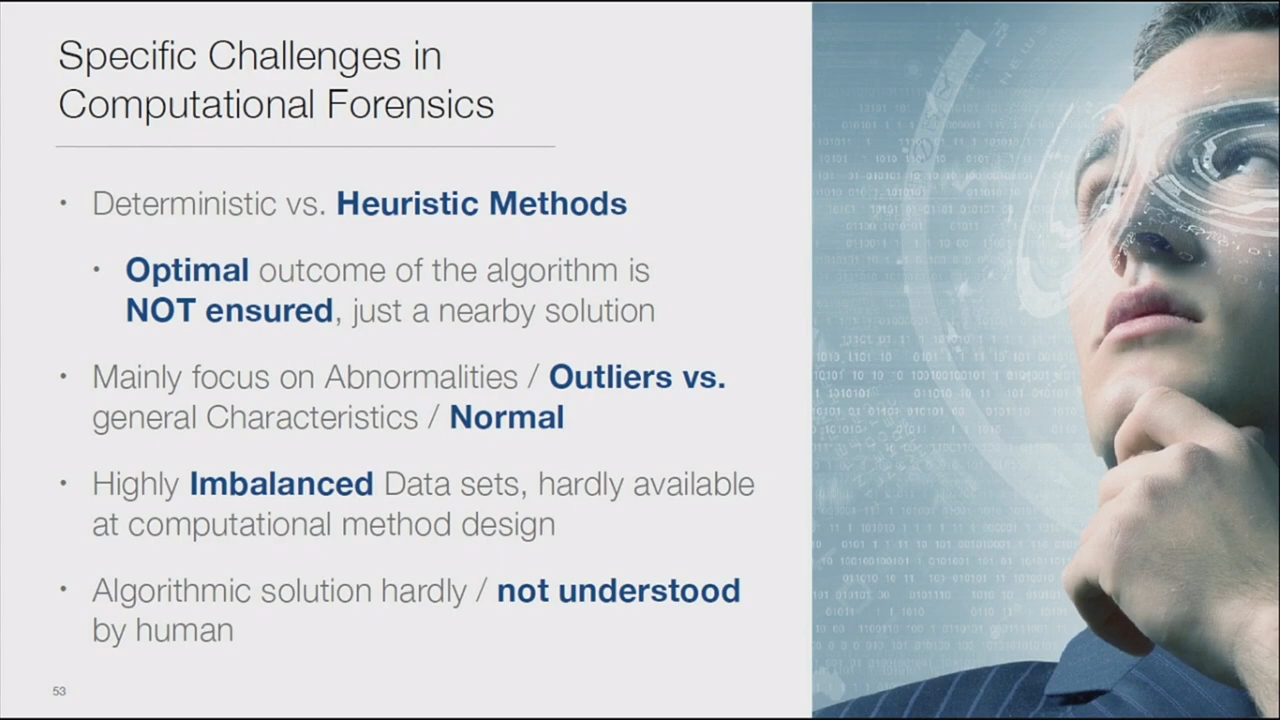 Specific Challenges in
Computational Forensics
• Deterministic vs. Heuristic Methods
• Optimal outcome of the algorithm is
NOT ensured, just a nearby solution
• Mainly focus on Abnormalities / Outliers vs.
general Characteristics / Normal
• Highly Imbalanced Data sets, hardly available
at computational method design
• Algorithmic solution hardly / not understood
by human
53